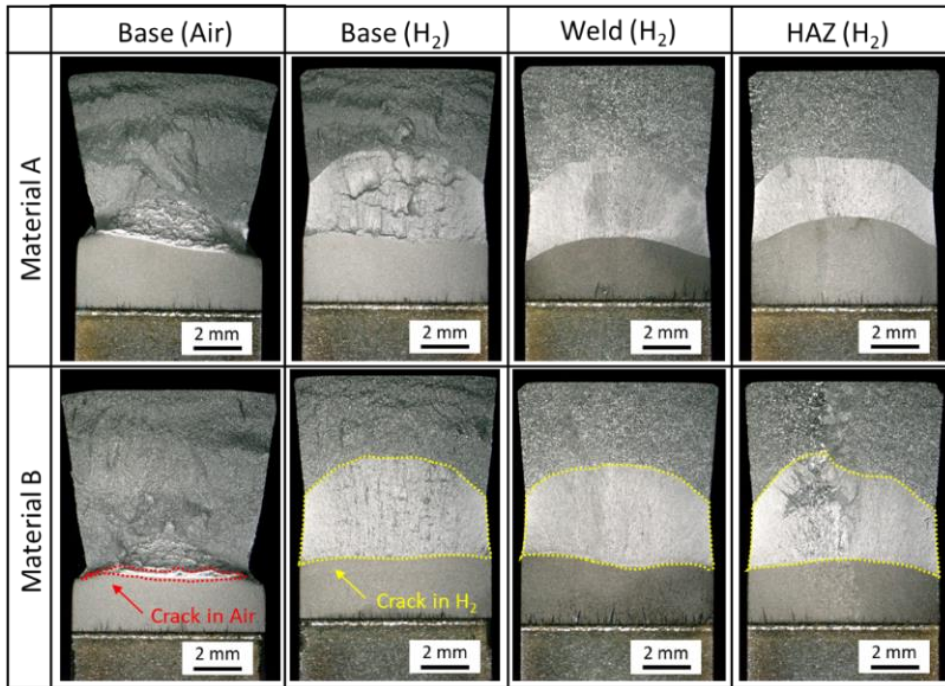 Base (Air)
Base (H₂)
Weld (H₂)
HAZ (H₂)
Material A
2 mm
2 mm
2 mm
2 mm
Material B
Crack in Air
Crack in H₂
2 mm
2 mm
2 mm
2 mm